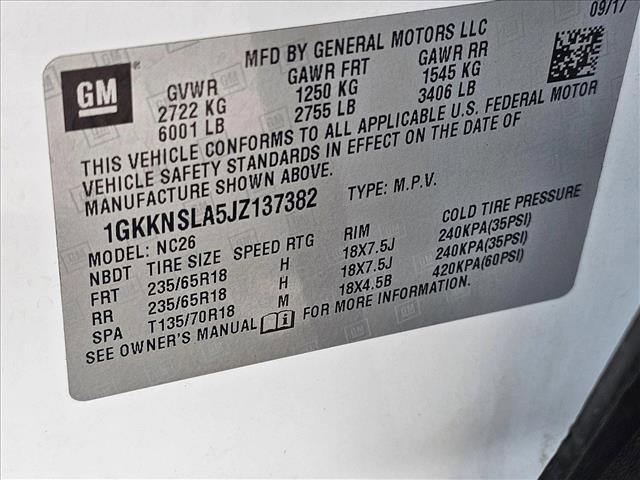 09/17
MFD BY GENERAL MOTORS LLC
GM
GVWR GAWR FRT GAWR RR
2722 KG 1250 KG 1545 KG
6001 LB 2755 LB 3406 LB
THIS VEHICLE CONFORMS TO ALL APPLICABLE U.S. FEDERAL MOTOR
VEHICLE SAFETY STANDARDS IN EFFECT ON THE DATE OF
MANUFACTURE SHOWN ABOVE.
1GKKNSLA5JZ137382 TYPE: M.P.V.
MODEL: NC26
NBDT TIRE SIZE SPEED RTG RIM COLD TIRE PRESSURE
FRT 235/65R18 H 18X7.5J 240KPA(35PSI)
RR 235/65R18 H 18X7.5J 240KPA(35PSI)
SPA T135/70R18 M 18X4.5B 420KPA(60PSI)
SEE OWNER'S MANUAL FOR MORE INFORMATION.